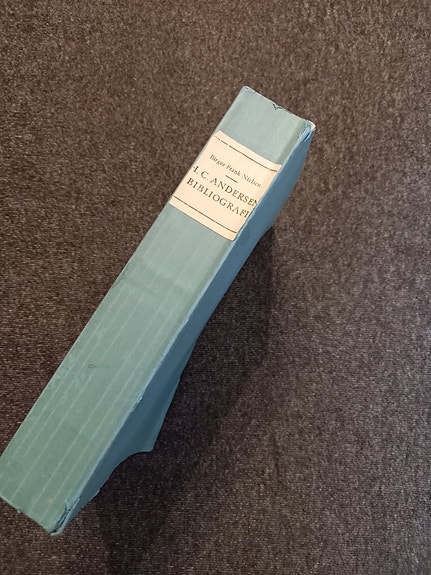 Birger Frank Nielsen
H. C. ANDERSEN
BIBLIOGRAFI